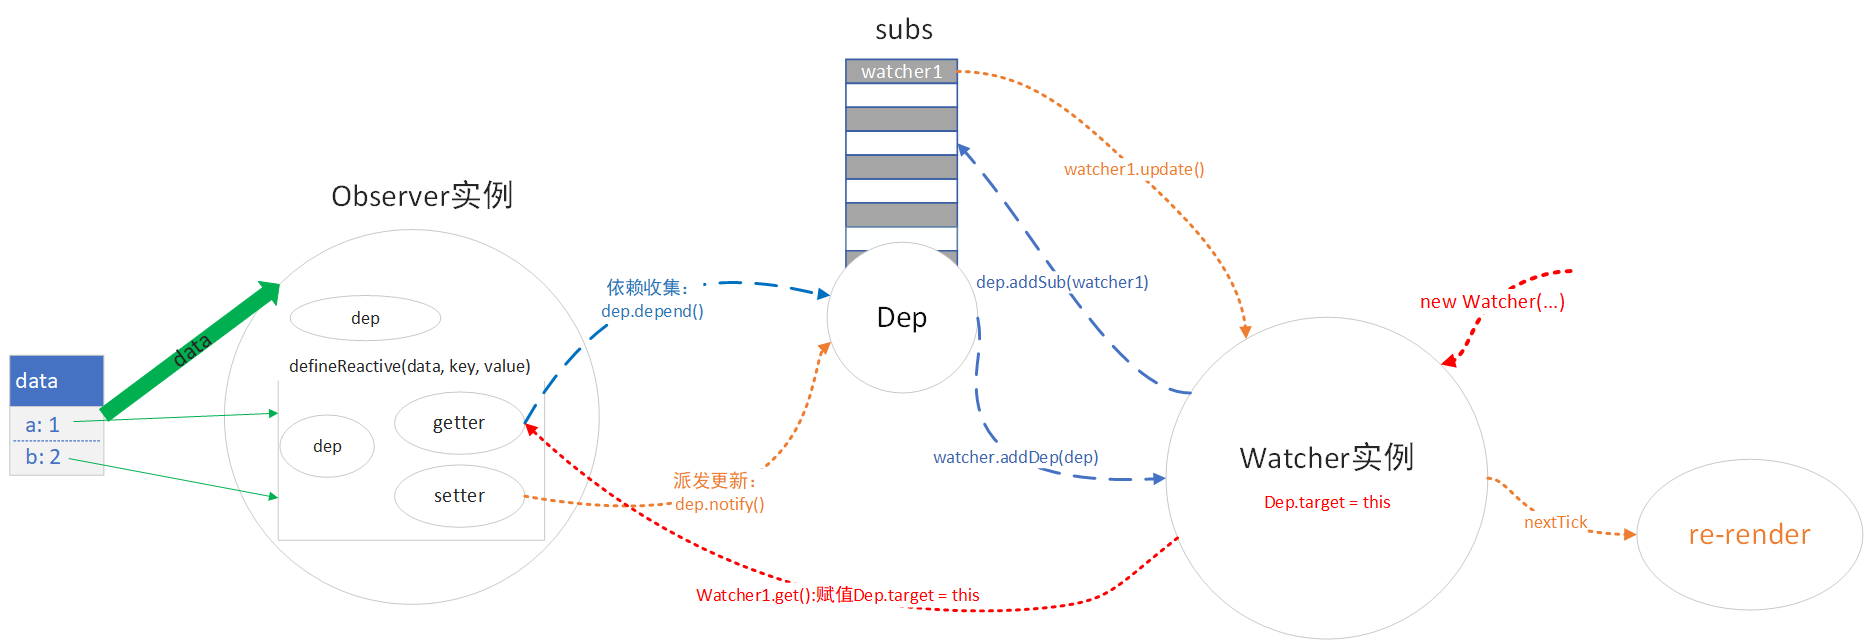 subs
watcher1
watcher1.update()
Observer实例
依赖收集：
dep.depend()
dep.addSub(watcher1)
new Watcher(...)
dep
Dep
data
defineReactive(data, key, value)
data
a: 1
b: 2
getter
dep
setter
watcher.addDep(dep)
Watcher实例
Dep.target = this
派发更新：
dep.notify()
nextTick
re-render
Watcher1.get():赋值Dep.target = this